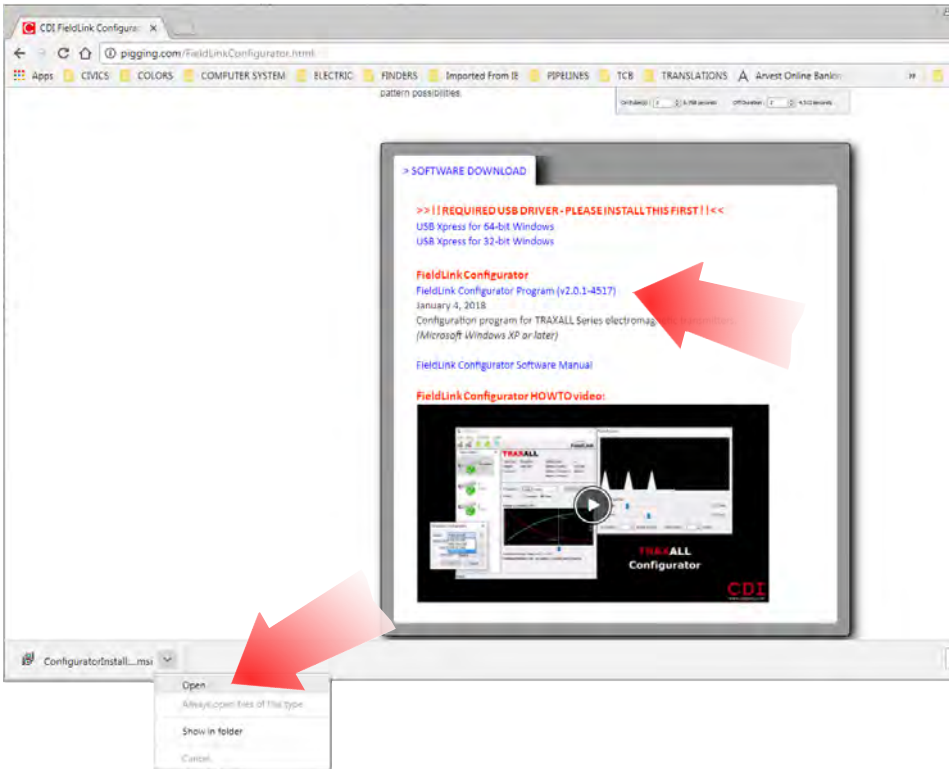 CDI FieldLink Configura
pigging.com/FieldLinkConfigurator.html
Apps CIVICS COLORS COMPUTER SYSTEM ELECTRIC FINDERS Imported From IE PIPELINES TCB TRANSLATIONS Arvest Online Bankin »
pattern possibilities.
> SOFTWARE DOWNLOAD
>>!!REQUIRED USB DRIVER - PLEASE INSTALL THIS FIRST!!<<
USB Xpress for 64-bit Windows
USB Xpress for 32-bit Windows
FieldLink Configurator
FieldLink Configurator Program (v2.0.1-4517)
January 4, 2018
Configuration program for TRAXALL Series
(Microsoft Windows XP or later)
FieldLink Configurator Software Manual
FieldLink Configurator HOWTO video:
TRAXALL
FieldLink
TRAXALL
Configurator
CDI
ConfiguratorInstall....msi
Open
Always open files of this type
Show in folder
Cancel